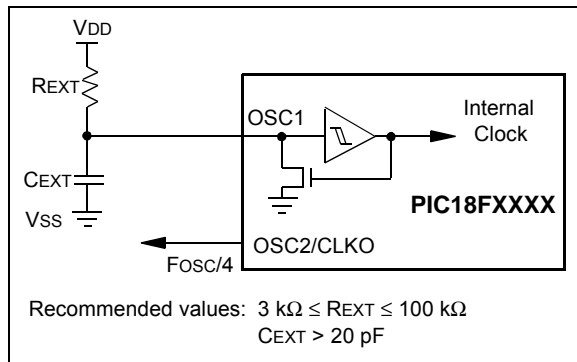 VDD
REXT
OSC1
Internal
Clock
CEXT
PIC18FXXXX
VSS
OSC2/CLKO
FOSC/4
Recommended values: 3 kΩ ≤ REXT ≤ 100 kΩ
CEXT > 20 pF